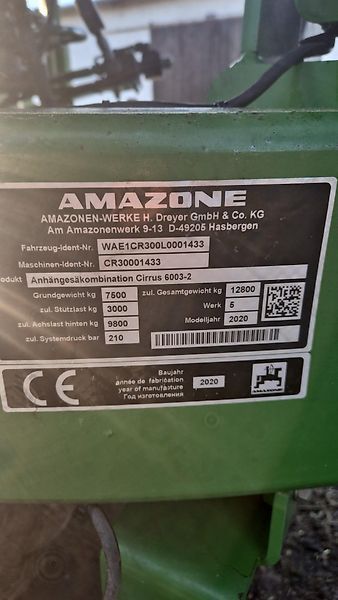 AMAZONE
AMAZONEN-WERKE H. Dreyer GmbH & Co. KG
Am Amazonenwerk 9-13 D-49205 Hasbergen
Fahrzeug-Ident-Nr. WAE1CR300L0001433
Maschinen-Ident-Nr. CR30001433
odukt Anhängesäkombination Cirrus 6003-2
Grundgewicht kg 7500 zul. Gesamtgewicht kg 12800
zul. Stützlast kg 3000 Werk 5
zul. Achslast hinten kg 9800 Modelljahr 2020
zul. Systemdruck bar 210
CE
Baujahr
année de fabrication
year of manufacture
Год изготовления
2020
AMAZONE